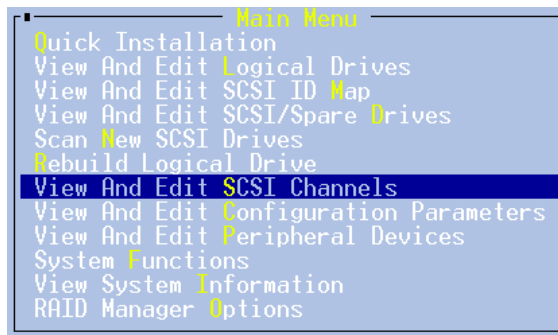 Main Menu
Quick Installation
View And Edit Logical Drives
View And Edit SCSI ID Map
View And Edit SCSI/Spare Drives
Scan New SCSI Drives
Rebuild Logical Drive
View And Edit SCSI Channels
View And Edit Configuration Parameters
View And Edit Peripheral Devices
System Functions
View System Information
RAID Manager Options